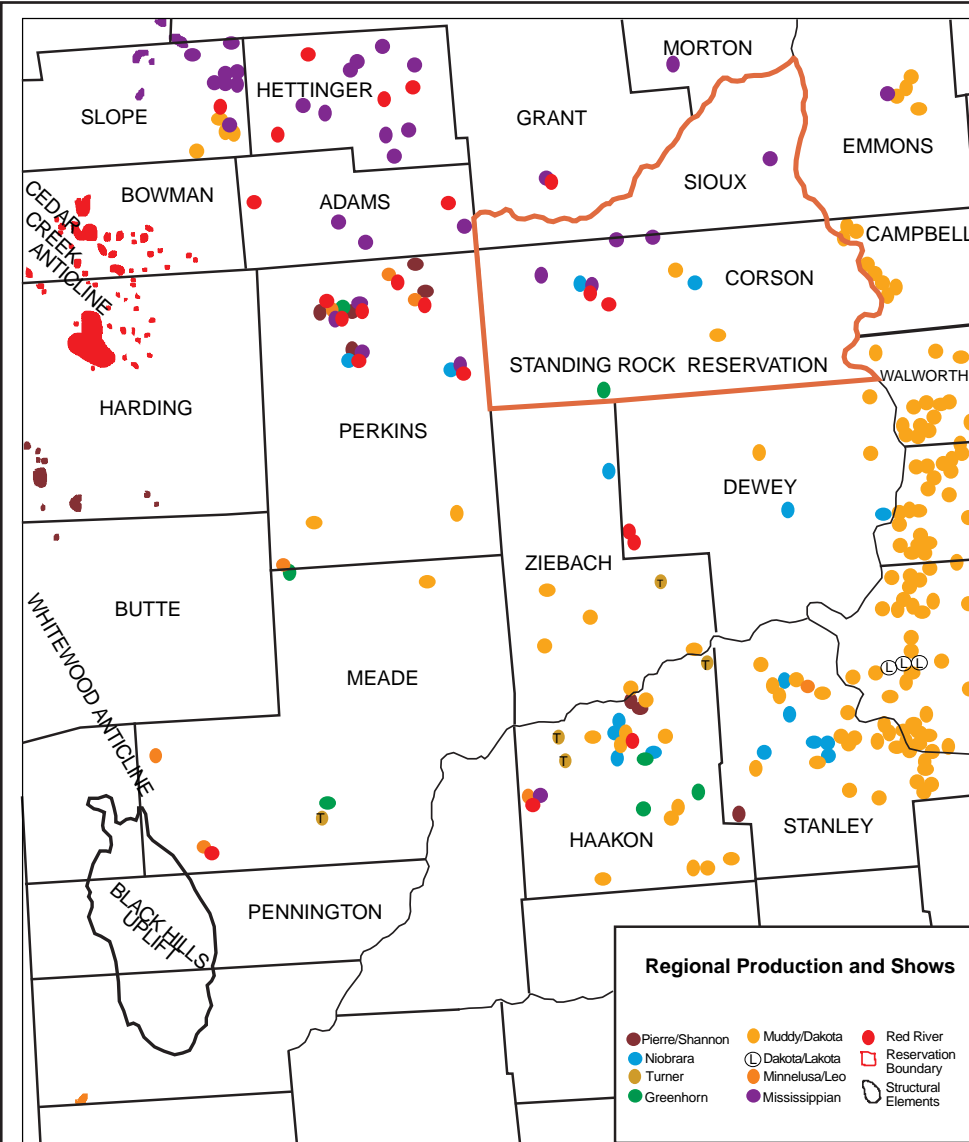 MORTON
HETTINGER
SLOPE
GRANT
EMMONS
SIOUX
BOWMAN
ADAMS
CEDAR
CREEK
ANTICLINE
CAMPBELL
CORSON
STANDING ROCK RESERVATION
WALWORTH
HARDING
PERKINS
DEWEY
ZIEBACH
T
BUTTE
WHITEWOOD ANTICLINE
MEADE
T
L L L
T
T
T
STANLEY
HAAKON
BLACK HILLS
UPLIFT
PENNINGTON
Regional Production and Shows
Pierre/Shannon
Niobrara
Turner
Greenhorn
Muddy/Dakota
L Dakota/Lakota
Minnelusa/Leo
Mississippian
Red River
Reservation
Boundary
Structural
Elements